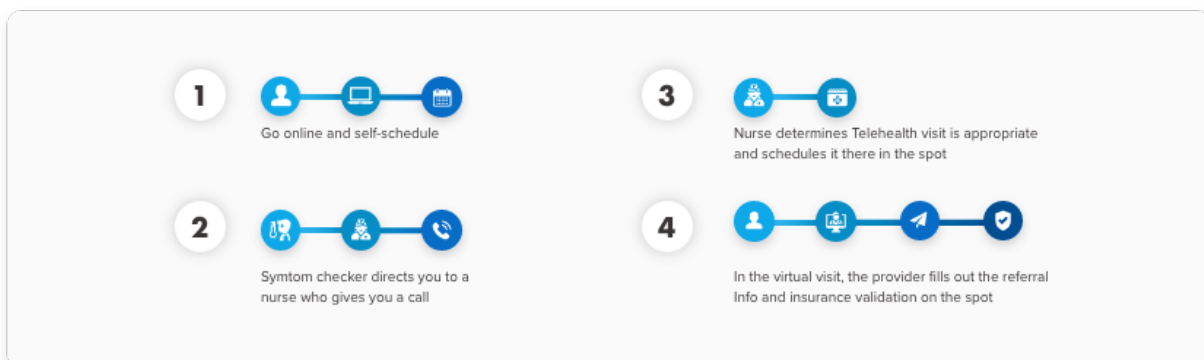 1
Go online and self-schedule
2
Symtom checker directs you to a
nurse who gives you a call
3
Nurse determines Telehealth visit is appropriate
and schedules it there in the spot
4
In the virtual visit, the provider fills out the referral
Info and insurance validation on the spot